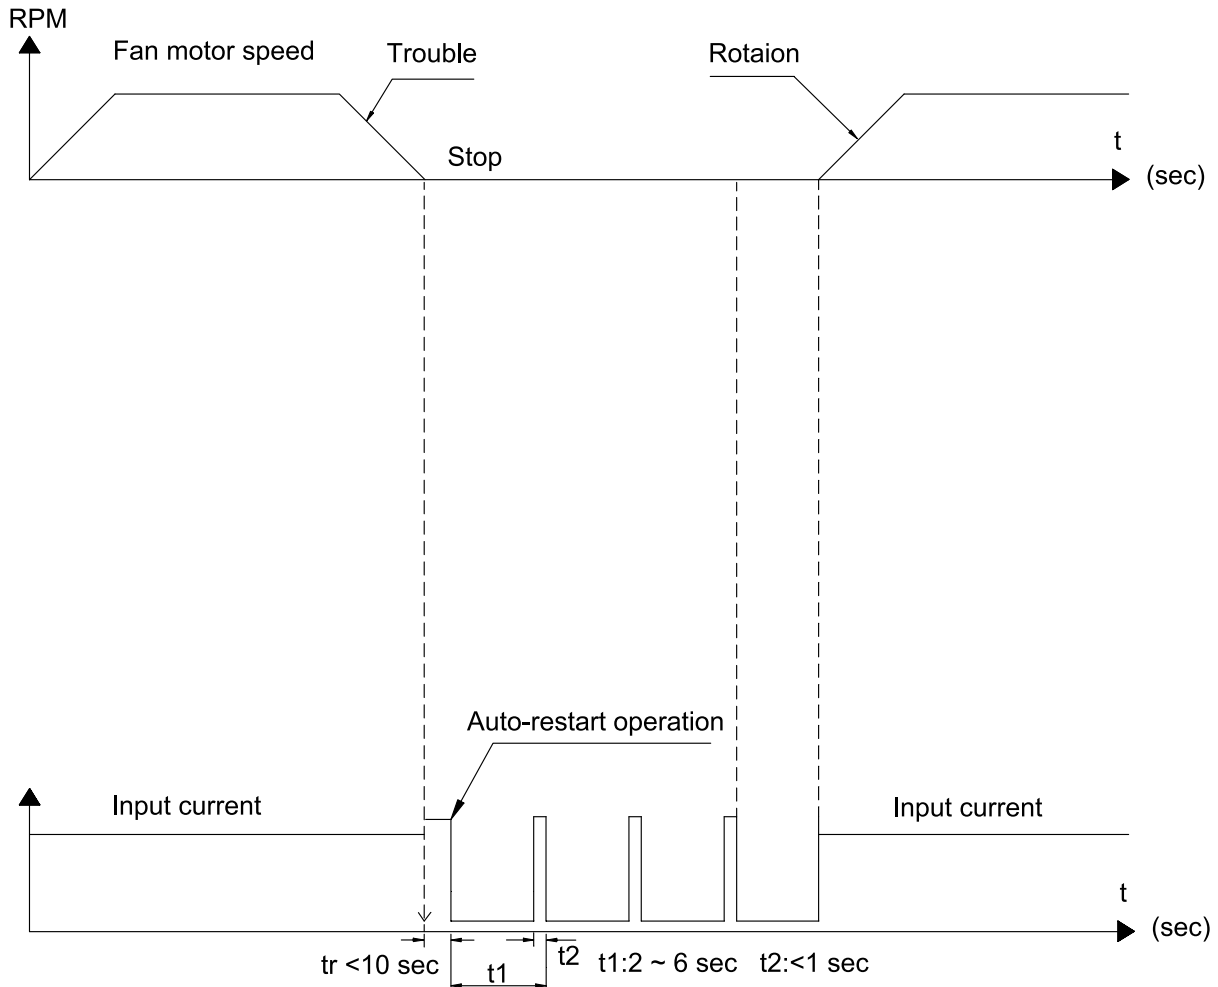 RPM
Fan motor speed
Trouble
Rotaion
Stop
t
(sec)
Auto-restart operation
Input current
Input current
t
(sec)
tr <10 sec
t1
t2
t1:2 ~ 6 sec
t2:<1 sec